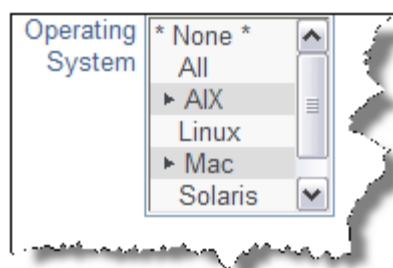 Operating System
* None *
All
AIX
Linux
Mac
Solaris